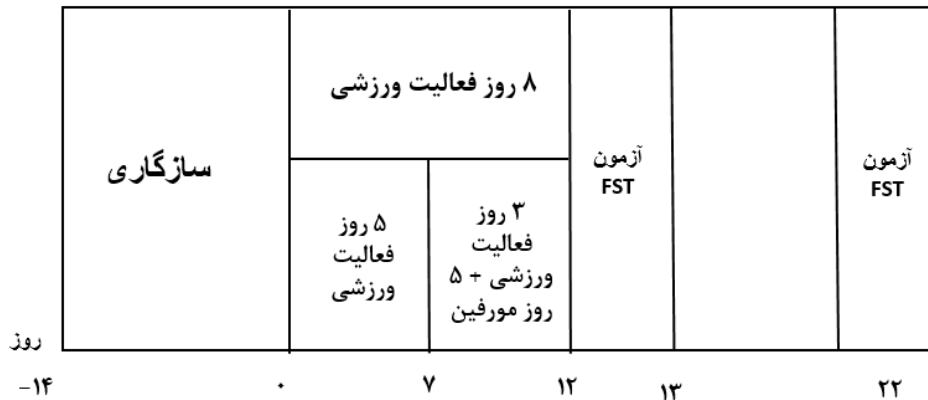 سازگاری
۸ روز فعالیت ورزشی
۵ روز
فعالیت
ورزشی
۳ روز
فعالیت
ورزشی + ۵
روز مورفین
آزمون
FST
آزمون
FST
روز
-۱۴
۰
۷
۱۲
۱۳
۲۲